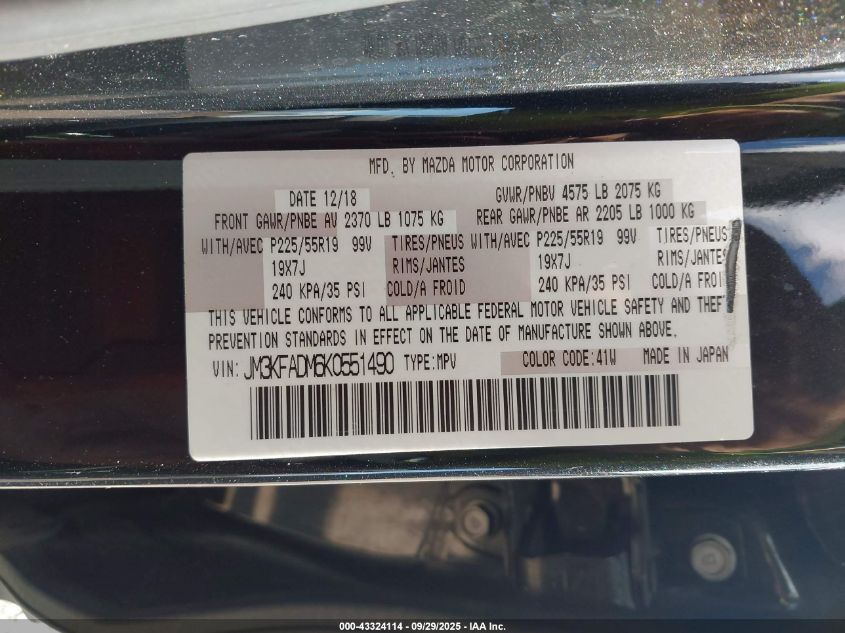 MFD. BY MAZDA MOTOR CORPORATION
DATE 12/18 GVWR/PNBV 4575 LB 2075 KG
FRONT GAWR/PNBE AV 2370 LB 1075 KG REAR GAWR/PNBE AR 2205 LB 1000 KG
WITH/AVEC P225/55R19 99V TIRES/PNEUS WITH/AVEC P225/55R19 99V TIRES/PNEUS
19X7J RIMS/JANTES 19X7J RIMS/JANTES
240 KPA/35 PSI COLD/A FROID 240 KPA/35 PSI COLD/A FROID
THIS VEHICLE CONFORMS TO ALL APPLICABLE FEDERAL MOTOR VEHICLE SAFETY AND THEFT
PREVENTION STANDARDS IN EFFECT ON THE DATE OF MANUFACTURE SHOWN ABOVE.
VIN: JM3KFADM6K0551490 TYPE:MPV COLOR CODE:41W MADE IN JAPAN
000-43324114 - 09/29/2025 - IAA Inc.